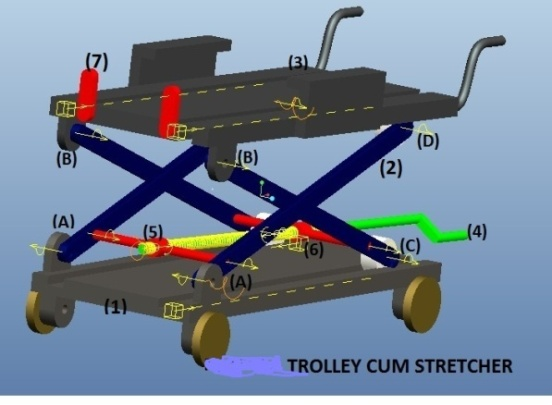 (7)
(3)
(B)
(B)
(D)
(2)
(A)
(5)
(4)
(6)
(C)
(A)
(1)
TROLLEY CUM STRETCHER